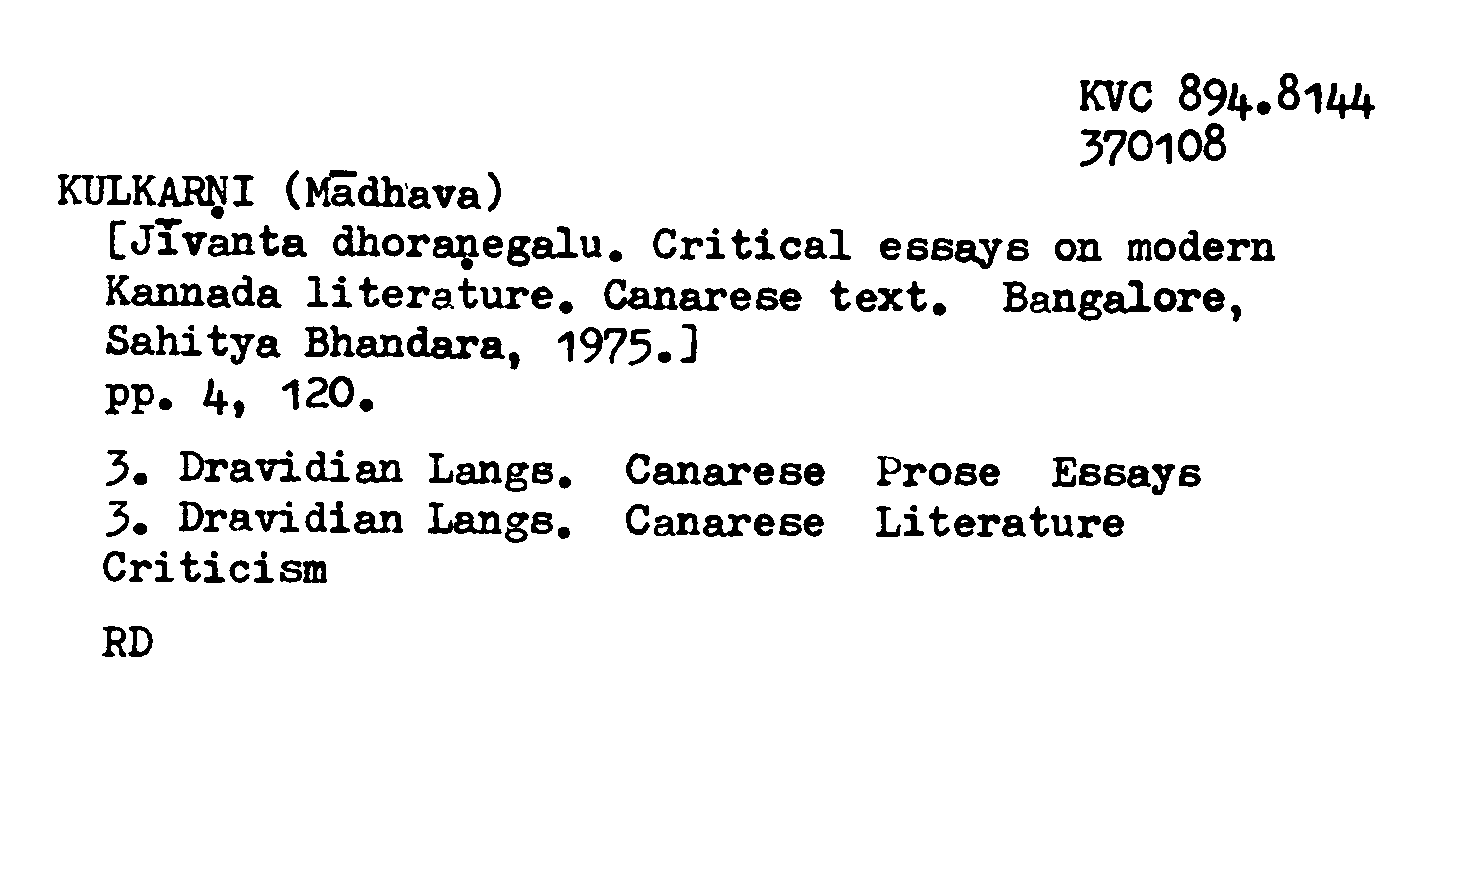 KVC 894.8144
370108
KULKARṆI (Mādhava)
[Jīvanta dhoraṇegalu. Critical essays on modern
Kannada literature. Canarese text. Bangalore,
Sahitya Bhandara, 1975.]
pp. 4, 120.
3. Dravidian Langs. Canarese Prose Essays
3. Dravidian Langs. Canarese Literature
Criticism
RD